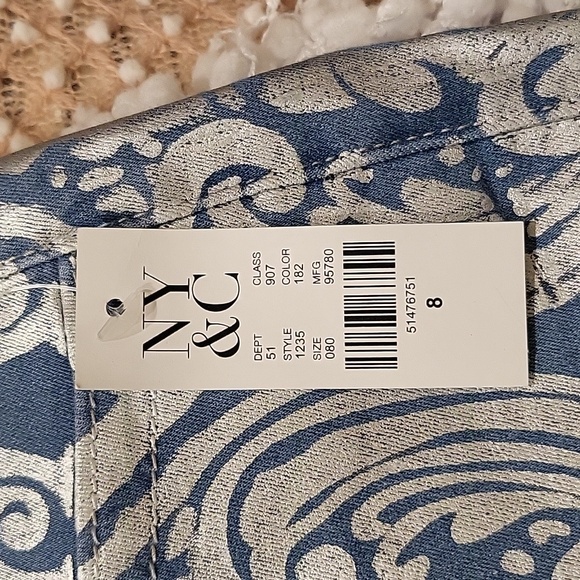 NY
&C
DEPT CLASS
51 907
STYLE COLOR
1235 182
SIZE MFG
080 95780
51476751
8